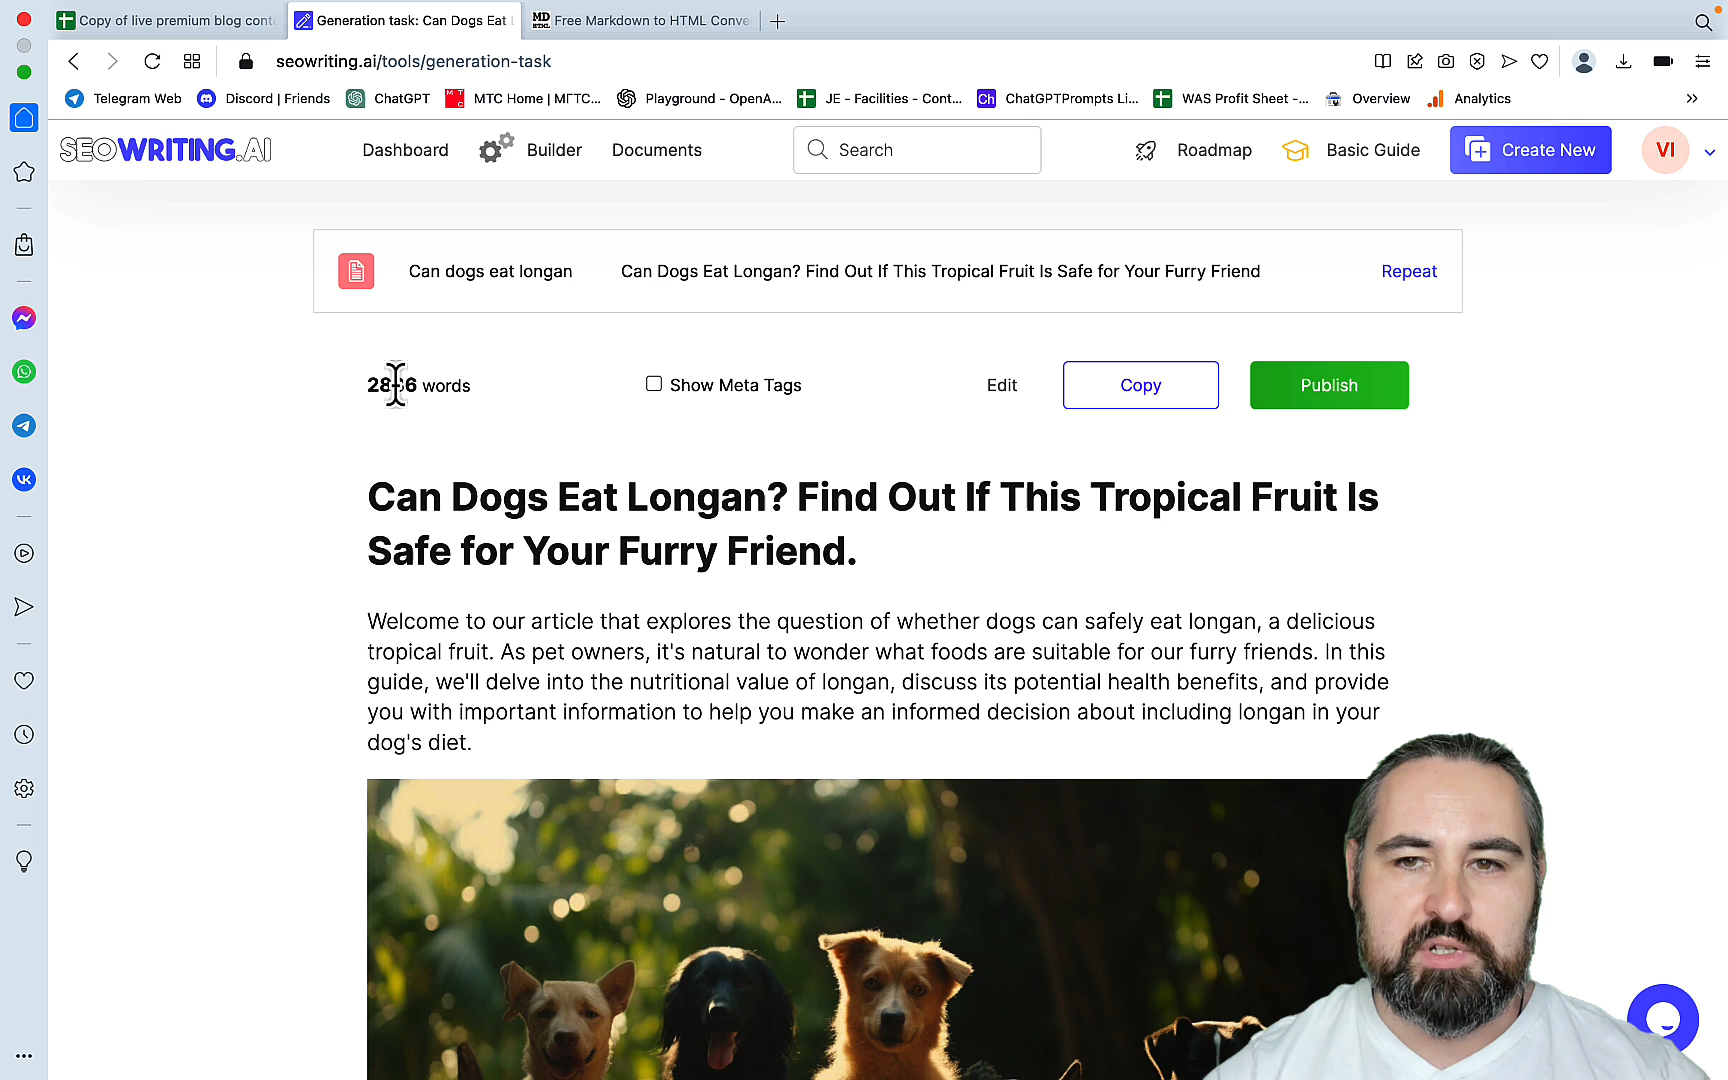 Copy of live premium blog cont
Generation task: Can Dogs Eat
Free Markdown to HTML Conve
seowriting.ai/tools/generation-task
Telegram Web
Discord | Friends
ChatGPT
MTC Home | МГТС...
Playground - OpenA...
JE - Facilities - Cont...
Ch
ChatGPTPrompts Li...
WAS Profit Sheet -...
Overview
Analytics
SEOWRITING.AI
Dashboard
Builder
Documents
Search
Roadmap
Basic Guide
Create New
VI
Can dogs eat longan
Can Dogs Eat Longan? Find Out If This Tropical Fruit Is Safe for Your Furry Friend
Repeat
words
Show Meta Tags
Edit
Copy
Publish
Can Dogs Eat Longan? Find Out If This Tropical Fruit Is
Safe for Your Furry Friend.
Welcome to our article that explores the question of whether dogs can safely eat longan, a delicious
tropical fruit. As pet owners, it's natural to wonder what foods are suitable for our furry friends. In this
guide, we'll delve into the nutritional value of longan, discuss its potential health benefits, and provide
you with important information to help you make an informed decision about including longan in your
dog's diet.